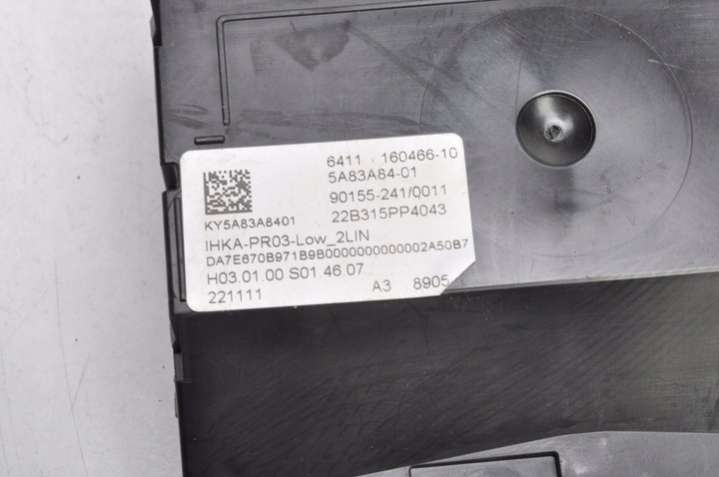 6411 160466-10
5A83A84-01
90155-241/0011
KY5A83A8401
22B315PP4043
IHKA-PR03-Low_2LIN
DA7E670B971B9B0000000000002A50B7
H03.01.00 S01 46 07
221111
A3 8905